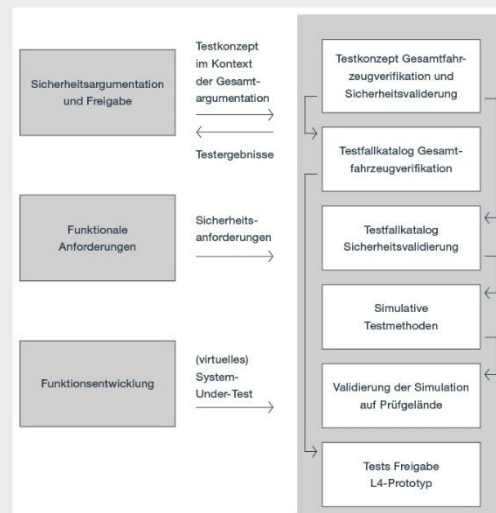 Sicherheitsargumentation
und Freigabe
Testkonzept
im Kontext
der Gesamt-
argumentation
Testergebnisse
Testkonzept Gesamtfahr-
zeugverifikation und
Sicherheitsvalidierung
Testfallkatalog Gesamt-
fahrzeugverifikation
Funktionale
Anforderungen
Sicherheits-
anforderungen
Testfallkatalog
Sicherheitsvalidierung
Simulative
Testmethoden
Funktionsentwicklung
(virtuelles)
System-
Under-Test
Validierung der Simulation
auf Prüfgelände
Tests Freigabe
L4-Prototyp